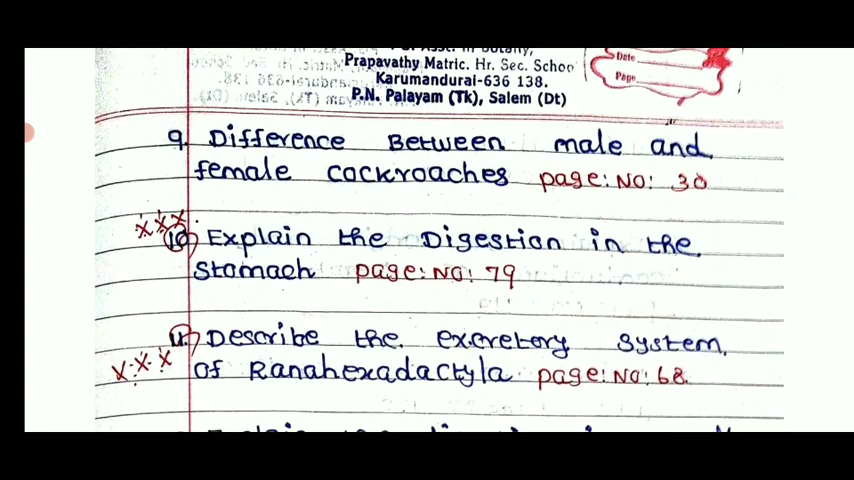 Prapavathy Matric. Hr. Sec. Schoo
Karumandurai-636 138.
P.N. Palayam (Tk), Salem (Dt)
Date
Page
9. Difference Between male and
female cockroaches page: NO: 30
10) Explain the Digestion in the
Stomach page: NO: 79
11) Describe the excretory system
of Ranahexadactyla page: NO: 68